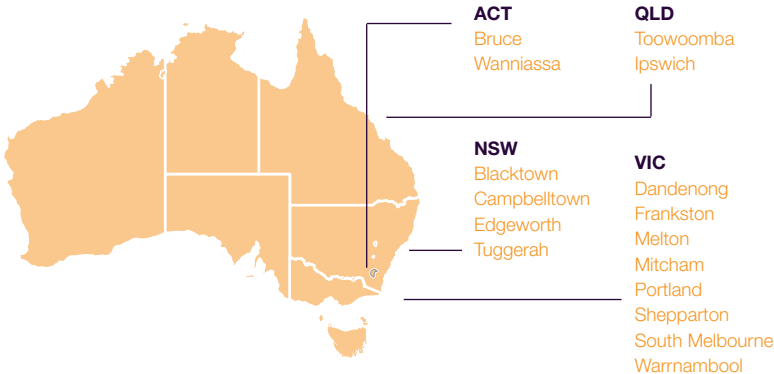 ACT
Bruce
Wanniassa
QLD
Toowoomba
Ipswich
NSW
Blacktown
Campbelltown
Edgeworth
Tuggerah
VIC
Dandenong
Frankston
Melton
Mitcham
Portland
Shepparton
South Melbourne
Warrnambool